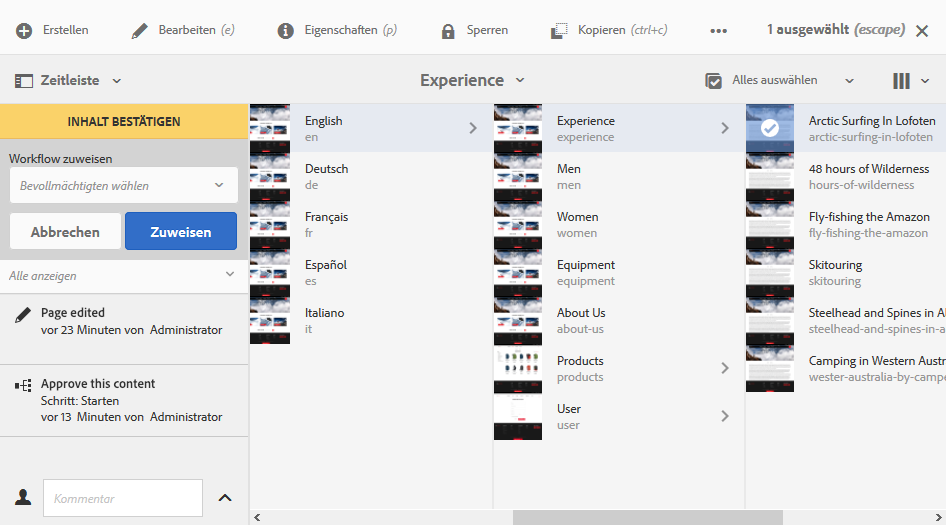 Erstellen
Bearbeiten (e)
Eigenschaften (p)
Sperren
Kopieren (ctrl+c)
1 ausgewählt (escape)
Zeitleiste
Experience
Alles auswählen
INHALT BESTÄTIGEN
Workflow zuweisen
Bevollmächtigten wählen
Abbrechen
Zuweisen
Alle anzeigen
Page edited
vor 23 Minuten von Administrator
Approve this content
Schritt: Starten
vor 13 Minuten von Administrator
Kommentar
English
en
Deutsch
de
Français
fr
Español
es
Italiano
it
Experience
experience
Men
men
Women
women
Equipment
equipment
About Us
about-us
Products
products
User
user
Arctic Surfing In Lofoten
arctic-surfing-in-lofoten
48 hours of Wilderness
hours-of-wilderness
Fly-fishing the Amazon
fly-fishing-the-amazon
Skitouring
skitouring
Steelhead and Spines in Al
steelhead-and-spines-in-a
Camping in Western Austr
wester-australia-by-campe